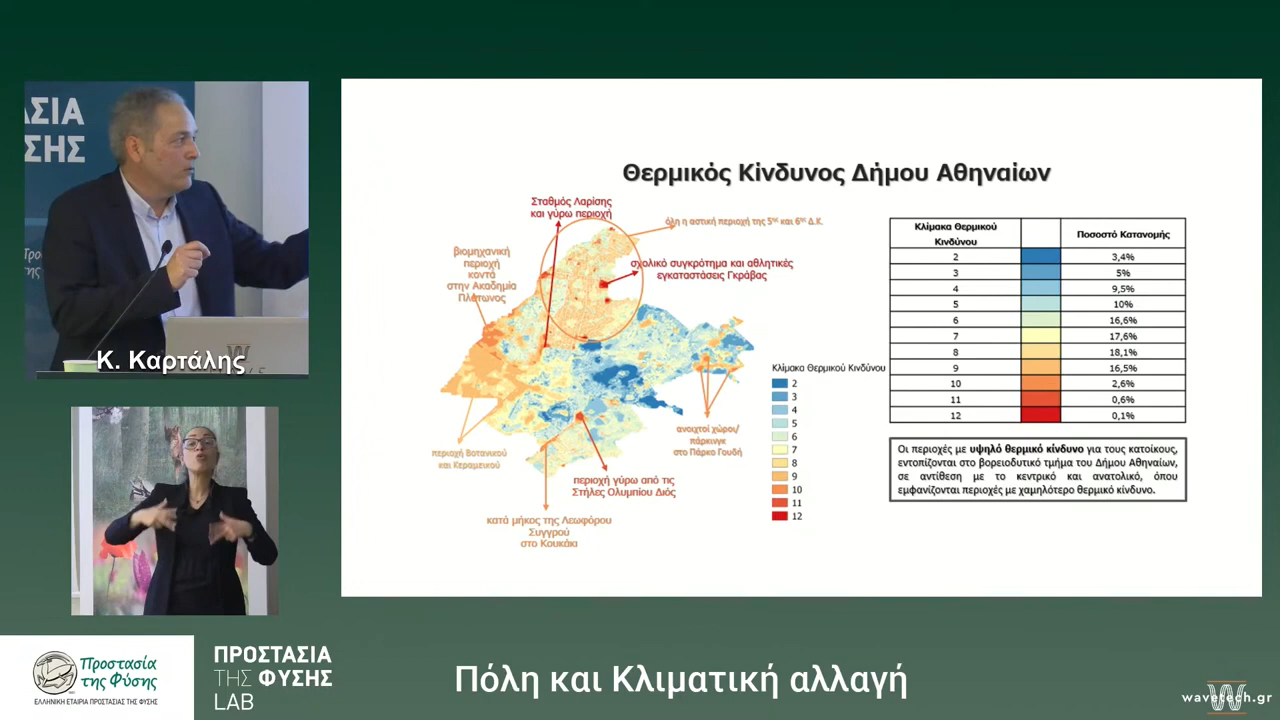 ΑΣΙΑ
ΦΥΣΗΣ
Κ. Καρτάλης
Θερμικός Κίνδυνος Δήμου Αθηναίων
Σταθμός Λαρίσης
και γύρω περιοχή
όλη η αστική περιοχή της 5ης και 6ης Δ.Κ.
βιομηχανική
περιοχή
κοντά
στην Ακαδημία
Πλάτωνος
σχολικό συγκρότημα και αθλητικές
εγκαταστάσεις Γκράβας
περιοχή Βοτανικού
και Κεραμεικού
ανοιχτοί χώροι/
πάρκινγκ
στο Πάρκο Γουδή
περιοχή γύρω από τις
Στήλες Ολυμπίου Διός
κατά μήκος της Λεωφόρου
Συγγρού
στο Κουκάκι
Κλίμακα Θερμικού Κινδύνου
2
3
4
5
6
7
8
9
10
11
12
Κλίμακα Θερμικού Κινδύνου Ποσοστό Κατανομής
2 3,4%
3 5%
4 9,5%
5 10%
6 16,6%
7 17,6%
8 18,1%
9 16,5%
10 2,6%
11 0,6%
12 0,1%
Οι περιοχές με υψηλό θερμικό κίνδυνο για τους κατοίκους,
εντοπίζονται στο βορειοδυτικό τμήμα του Δήμου Αθηναίων,
σε αντίθεση με το κεντρικό και ανατολικό, όπου
εμφανίζονται περιοχές με χαμηλότερο θερμικό κίνδυνο.
Προστασία
της Φύσης
ΕΛΛΗΝΙΚΗ ΕΤΑΙΡΙΑ ΠΡΟΣΤΑΣΙΑΣ ΤΗΣ ΦΥΣΗΣ
ΠΡΟΣΤΑΣΙΑ
ΤΗΣ ΦΥΣΗΣ
LAB
Πόλη και Κλιματική αλλαγή
wavetech.gr